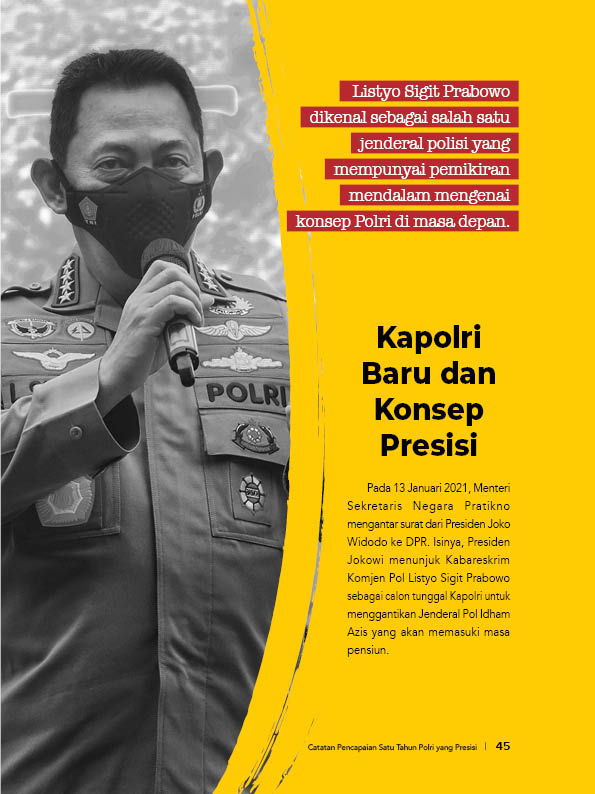 Listyo Sigit Prabowo
dikenal sebagai salah satu
jenderal polisi yang
mempunyai pemikiran
mendalam mengenai
konsep Polri di masa depan.
TNI
POLRI
Kapolri
Baru dan
Konsep
Presisi
Pada 13 Januari 2021, Menteri
Sekretaris Negara Pratikno
mengantar surat dari Presiden Joko
Widodo ke DPR. Isinya, Presiden
Jokowi menunjuk Kabareskrim
Komjen Pol Listyo Sigit Prabowo
sebagai calon tunggal Kapolri untuk
menggantikan Jenderal Pol Idham
Azis yang akan memasuki masa
pensiun.
Catatan Pencapaian Satu Tahun Polri yang Presisi | 45